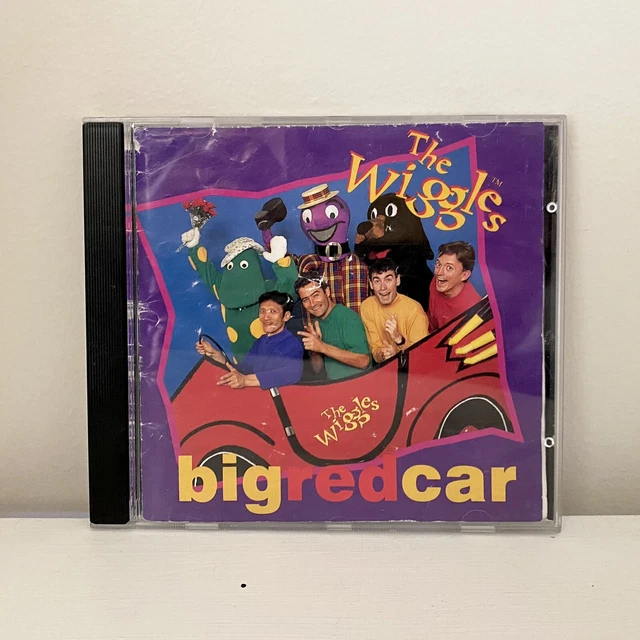 The
Wiggles™
The
Wiggles
bigredcar